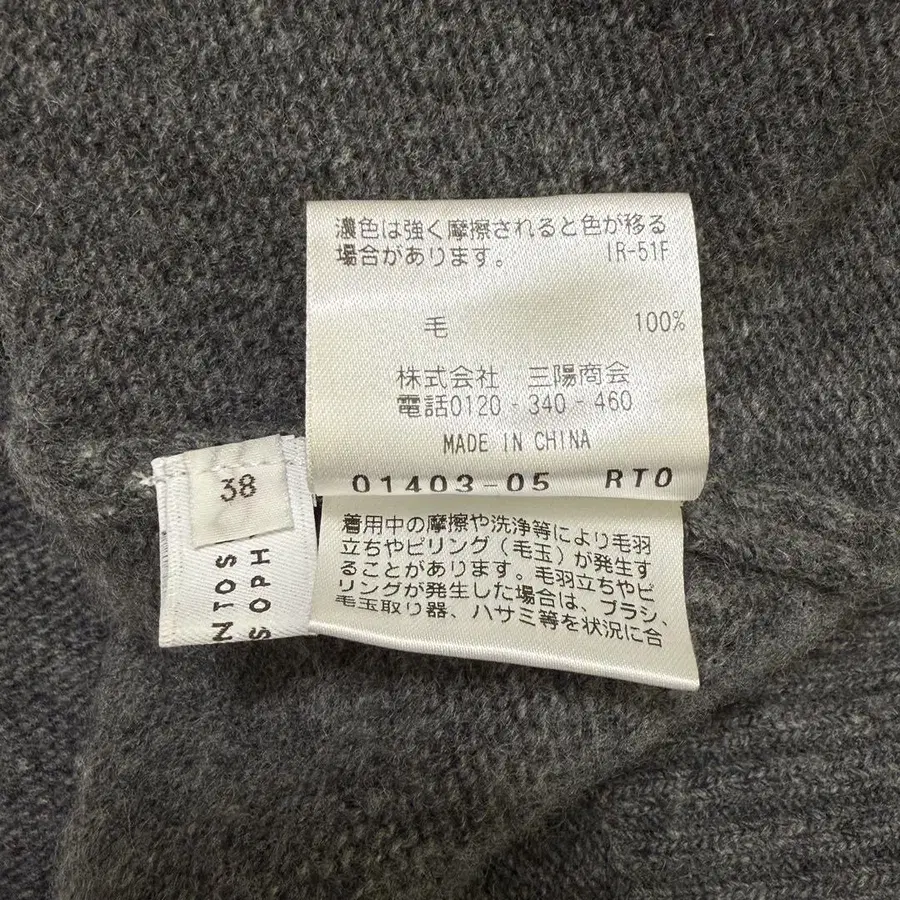 濃色は強く摩擦されると色が移る
場合があります。 IR-51F
毛 100%
株式会社 三陽商会
電話0120-340-460
MADE IN CHINA
01403-05 RTO
38
NTOS
SOPH
着用中の摩擦や洗浄等により毛羽
立ちやピリング(毛玉)が発生す
ることがあります。毛羽立ちやピ
リングが発生した場合は、ブラシ、
毛玉取り器、ハサミ等を状況に合